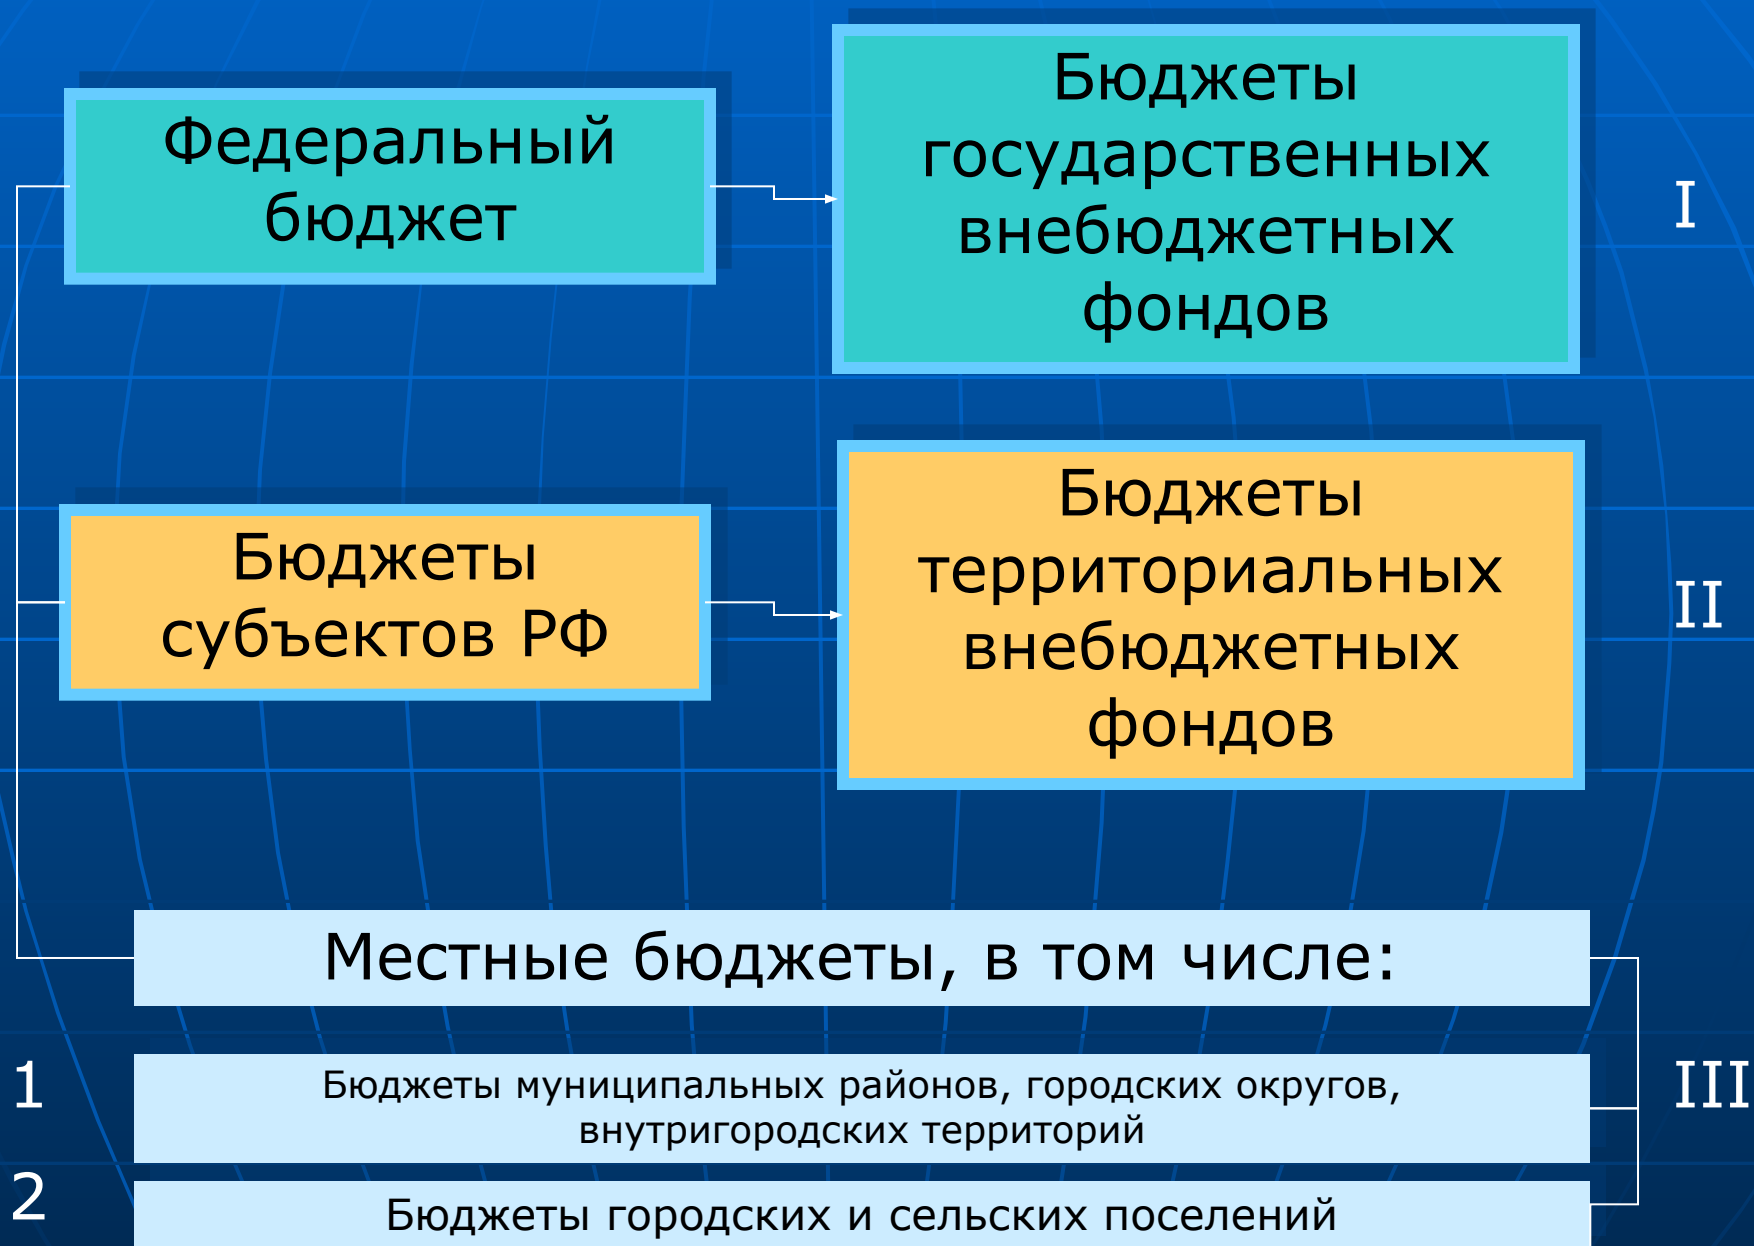 Федеральный
бюджет
Бюджеты
государственных
внебюджетных
фондов
I
Бюджеты
субъектов РФ
Бюджеты
территориальных
внебюджетных
фондов
II
Местные бюджеты, в том числе:
1
Бюджеты муниципальных районов, городских округов,
внутригородских территорий
III
2
Бюджеты городских и сельских поселений